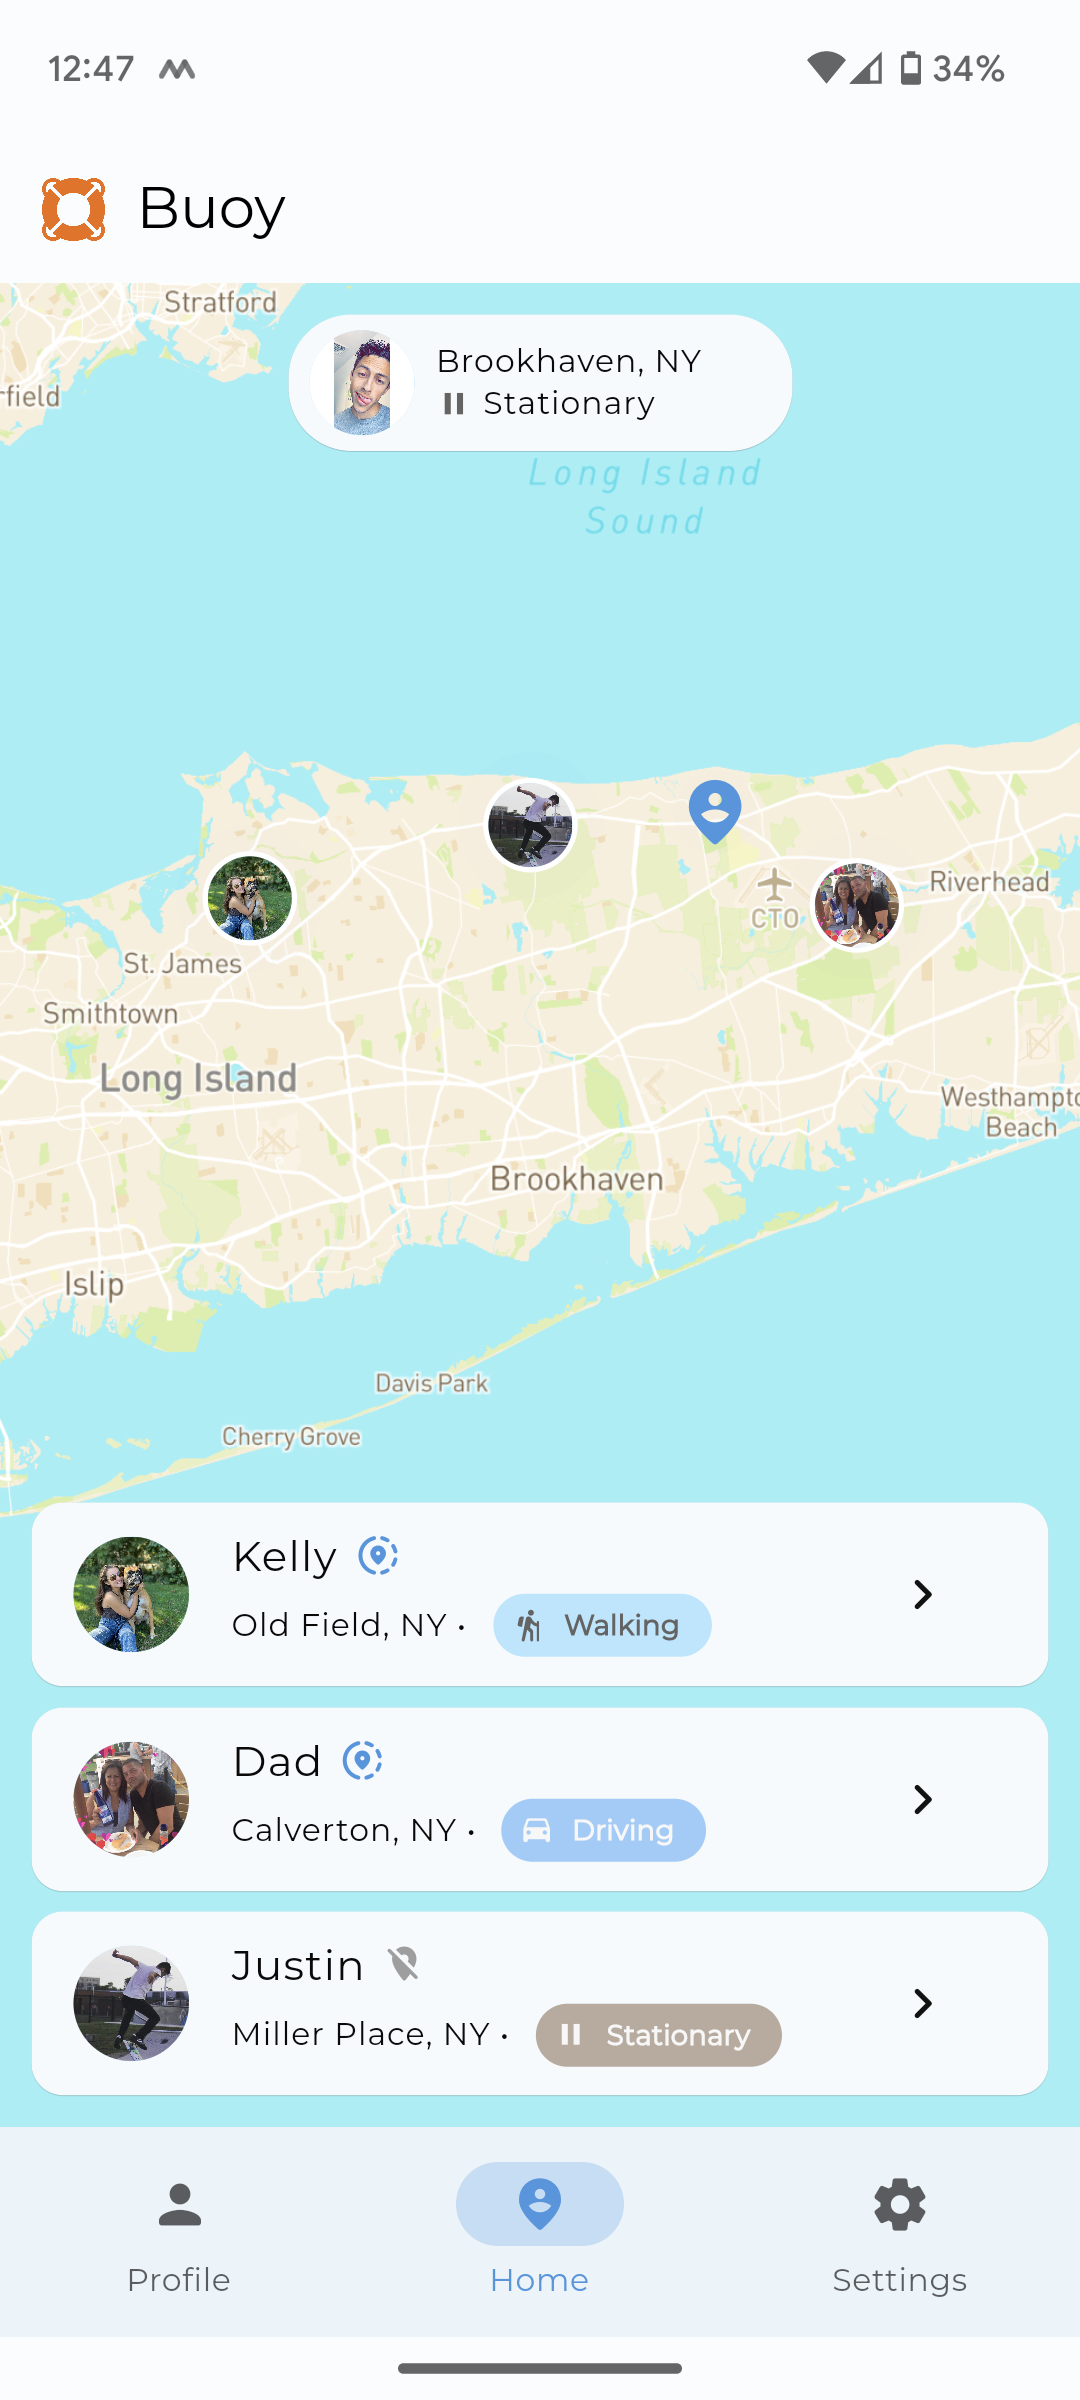 12:47
34%
Buoy
Stratford
rfield
Brookhaven, NY
Stationary
Long Island
Sound
CTO
Riverhead
St. James
Smithtown
Long Island
Westhampto
Beach
Brookhaven
Islip
Davis Park
Cherry Grove
Kelly
Old Field, NY • Walking
Dad
Calverton, NY • Driving
Justin
Miller Place, NY • Stationary
Profile
Home
Settings